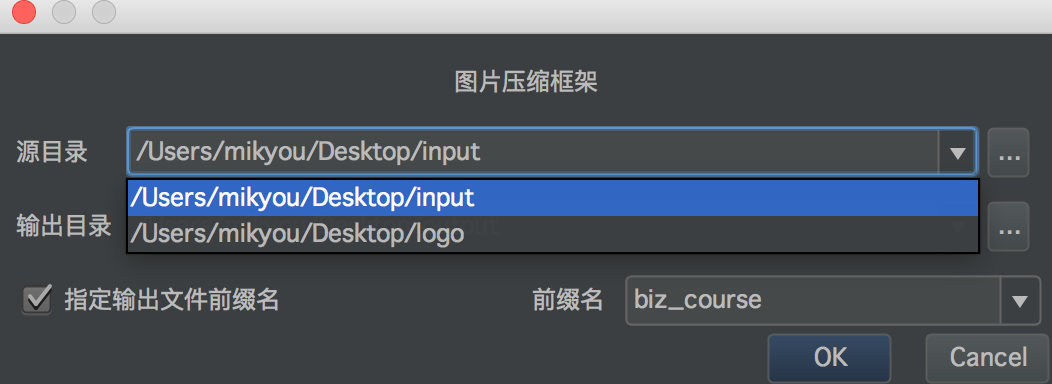 图片压缩框架
源目录 /Users/mikyou/Desktop/input ...
/Users/mikyou/Desktop/input
/Users/mikyou/Desktop/logo
输出目录 ...
指定输出文件前缀名 前缀名 biz_course
OK Cancel